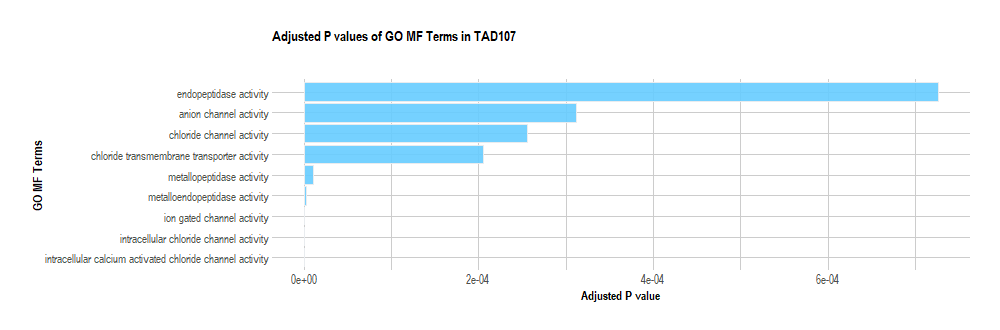 Adjusted P values of GO MF Terms in TAD107
GO MF Terms
endopeptidase activity
anion channel activity
chloride channel activity
chloride transmembrane transporter activity
metallopeptidase activity
metalloendopeptidase activity
ion gated channel activity
intracellular chloride channel activity
intracellular calcium activated chloride channel activity
0e+00 2e-04 4e-04 6e-04
Adjusted P value